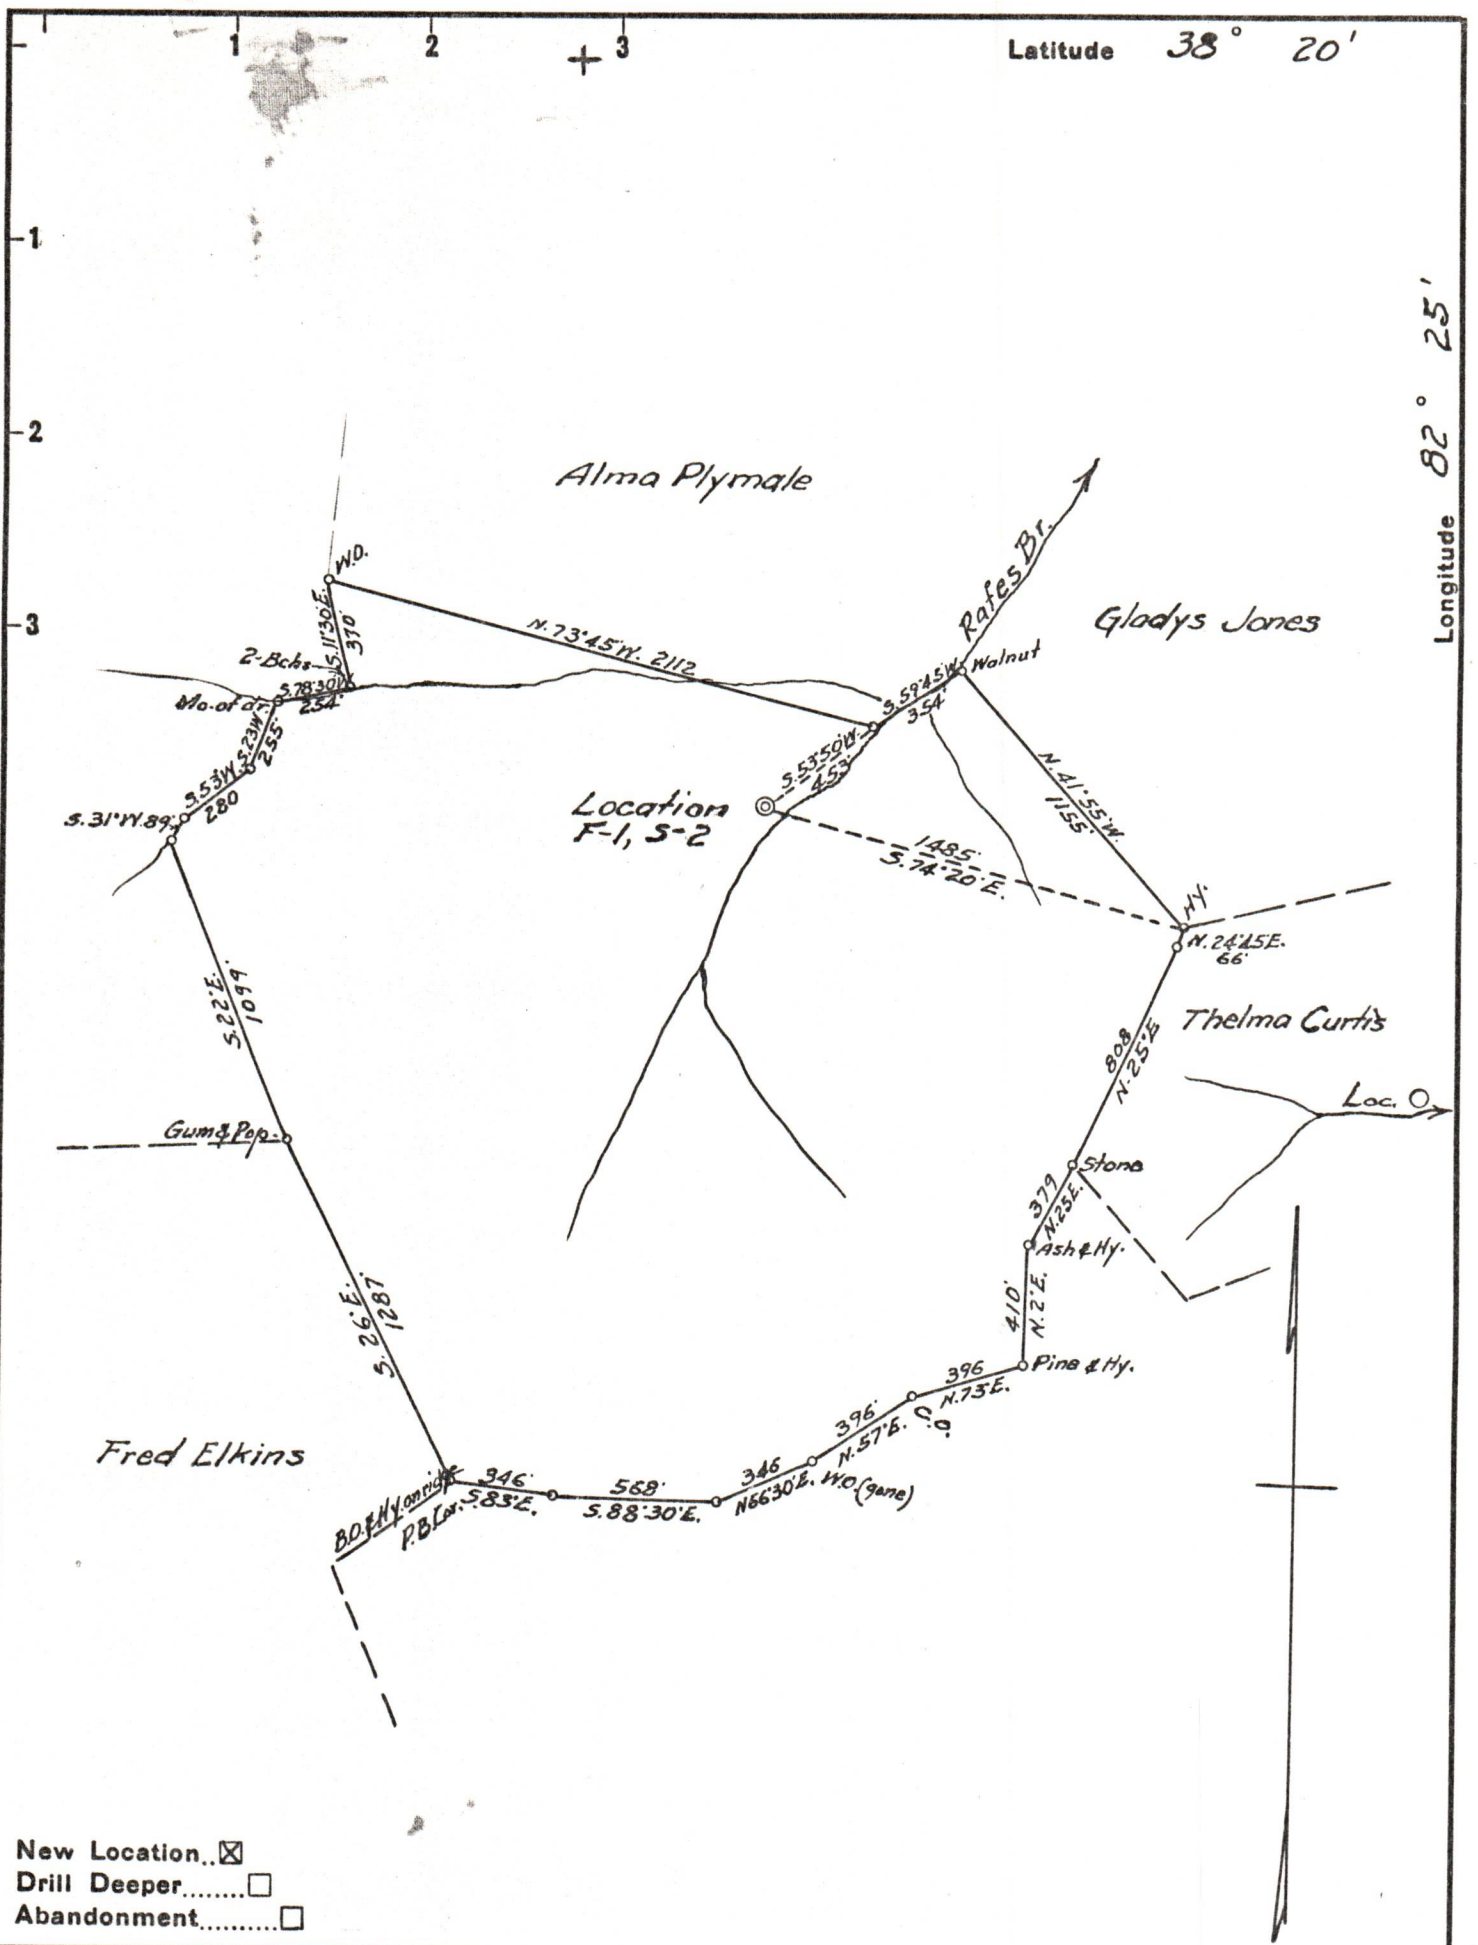 1 2 3
Latitude 38° 20'
1
2
3
Longitude 82° 25'
Alma Plymale
W.O.
S.11°30'E.
370'
N.73°45'W. 2112
Rafes Br.
Gladys Jones
2-Bchs
S.78°30'W.
254'
Mo. of dr.
S.23°W.
255
S.53°W.
280
S.31°W.89'
S.59°45'W.
354'
Walnut
S.53°50'W.
453'
Location
F-1, S-2
N.41°55'W.
1155'
1485'
S.74°20'E.
HY.
N.24°45'E.
66'
S.22°E.
1099'
808
N.25°E
Thelma Curtis
Loc.
Gum & Pop.
Stone
379
N.25E.
Ash & Hy.
410'
N.2°E.
S.26°E.
1287'
Pine & Hy.
396
N.73°E.
C.O.
396'
N.57°E.
Fred Elkins
346'
S.83°E.
568'
S.88°30'E.
346
N66°30'E.
W.O.(gone)
B.O.& Hy. on ridge
P.B.Cor.
New Location..☒
Drill Deeper........☐
Abandonment..........☐